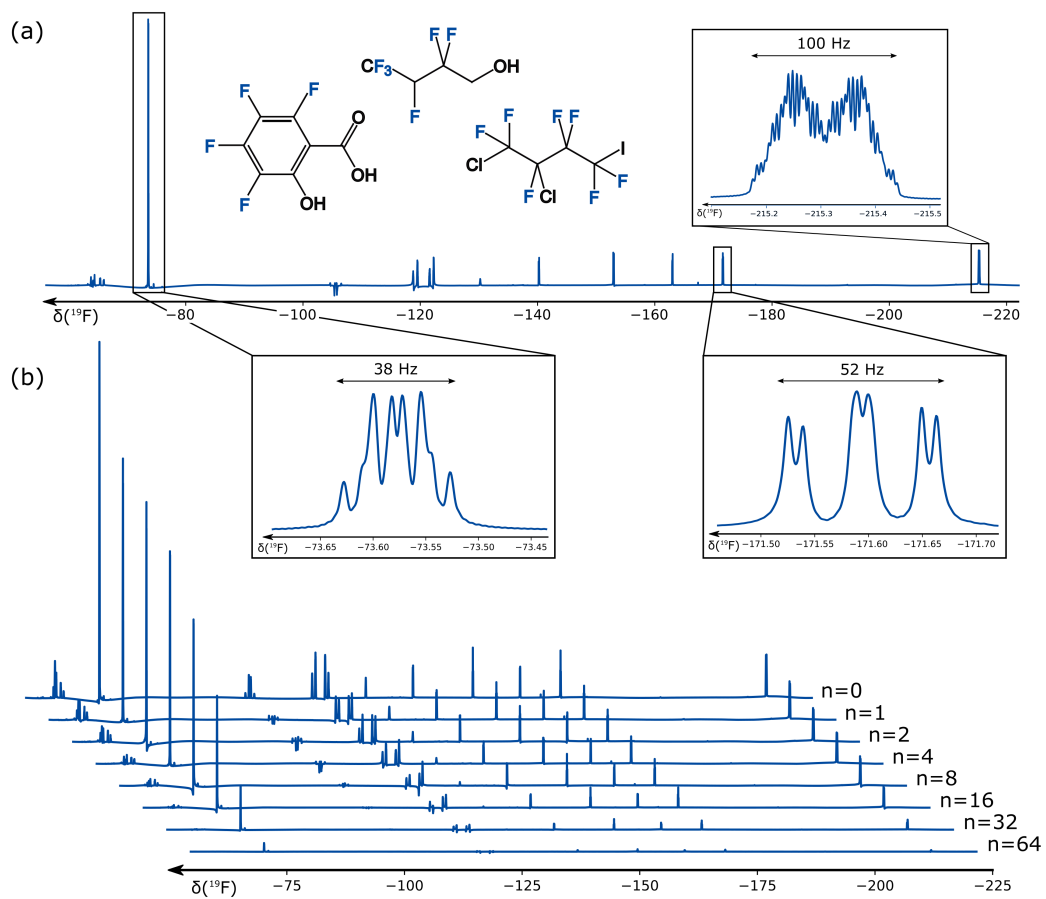 (a)
F
F
F
F
O
OH
OH
F F
CF3
OH
F
F F
F F
I
Cl
F Cl
F
F
100 Hz
δ(¹⁹F)
−215.2 −215.3 −215.4 −215.5
δ(¹⁹F)
−80 −100 −120 −140 −160 −180 −200 −220
(b)
38 Hz
δ(¹⁹F)
−73.65 −73.60 −73.55 −73.50 −73.45
52 Hz
δ(¹⁹F)
−171.50 −171.55 −171.60 −171.65 −171.70
n=0
n=1
n=2
n=4
n=8
n=16
n=32
n=64
δ(¹⁹F)
−75 −100 −125 −150 −175 −200 −225